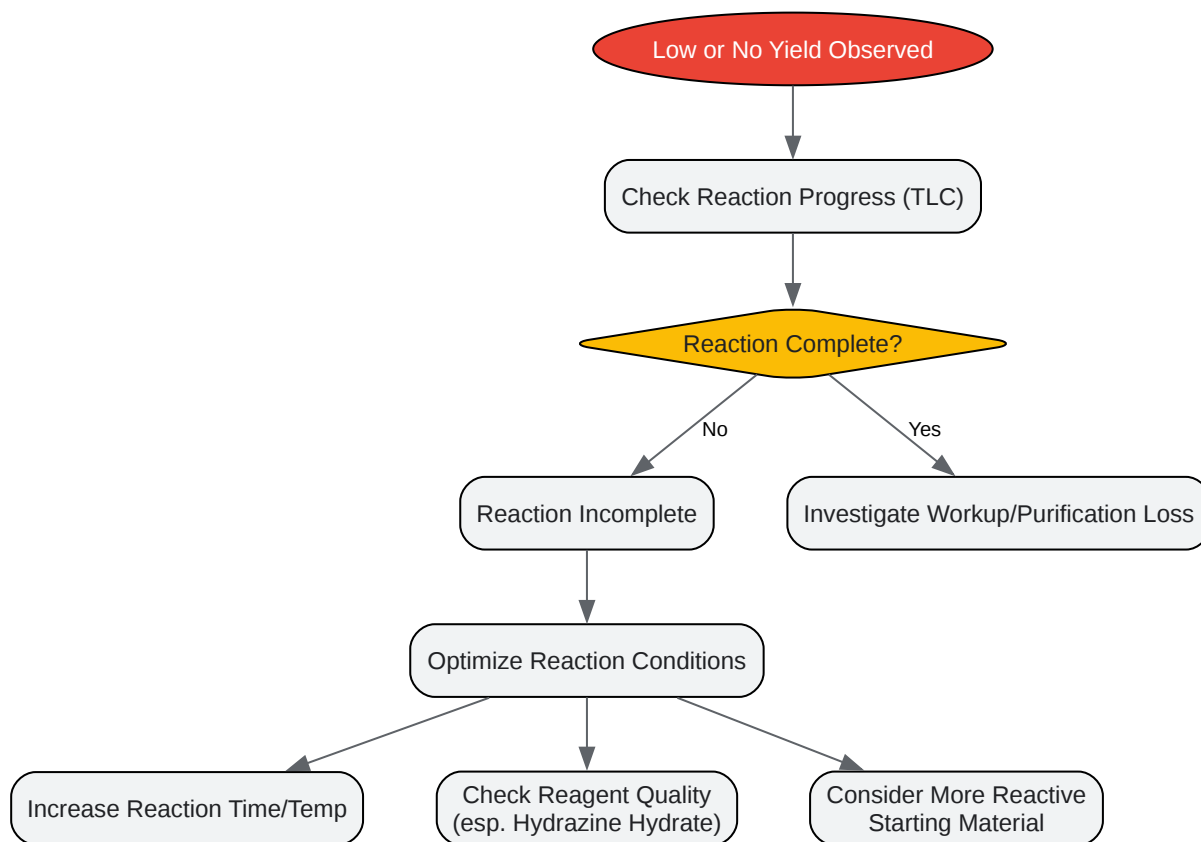 Low or No Yield Observed
Check Reaction Progress (TLC)
Reaction Complete?
No
Yes
Reaction Incomplete
Investigate Workup/Purification Loss
Optimize Reaction Conditions
Increase Reaction Time/Temp
Check Reagent Quality
(esp. Hydrazine Hydrate)
Consider More Reactive
Starting Material